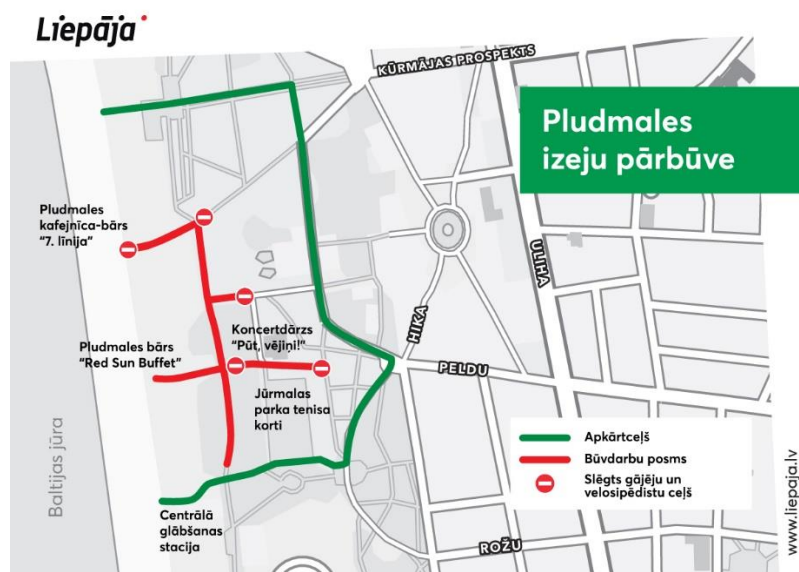 Liepāja
KŪRMĀJAS PROSPEKTS
Pludmales
izeju pārbūve
Pludmales
kafejnīca-bārs
“7. līnija”
ULIHA
HIKA
Koncertdārzs
“Pūt, vējiņi!”
Pludmales bārs
“Red Sun Buffet”
PELDU
Jūrmalas
parka tenisa
korti
Baltijas jūra
Apkārtceļš
Būvdarbu posms
Slēgts gājēju un
velosipēdistu ceļš
Centrālā
glābšanas
stacija
ROŽU
www.liepaja.lv